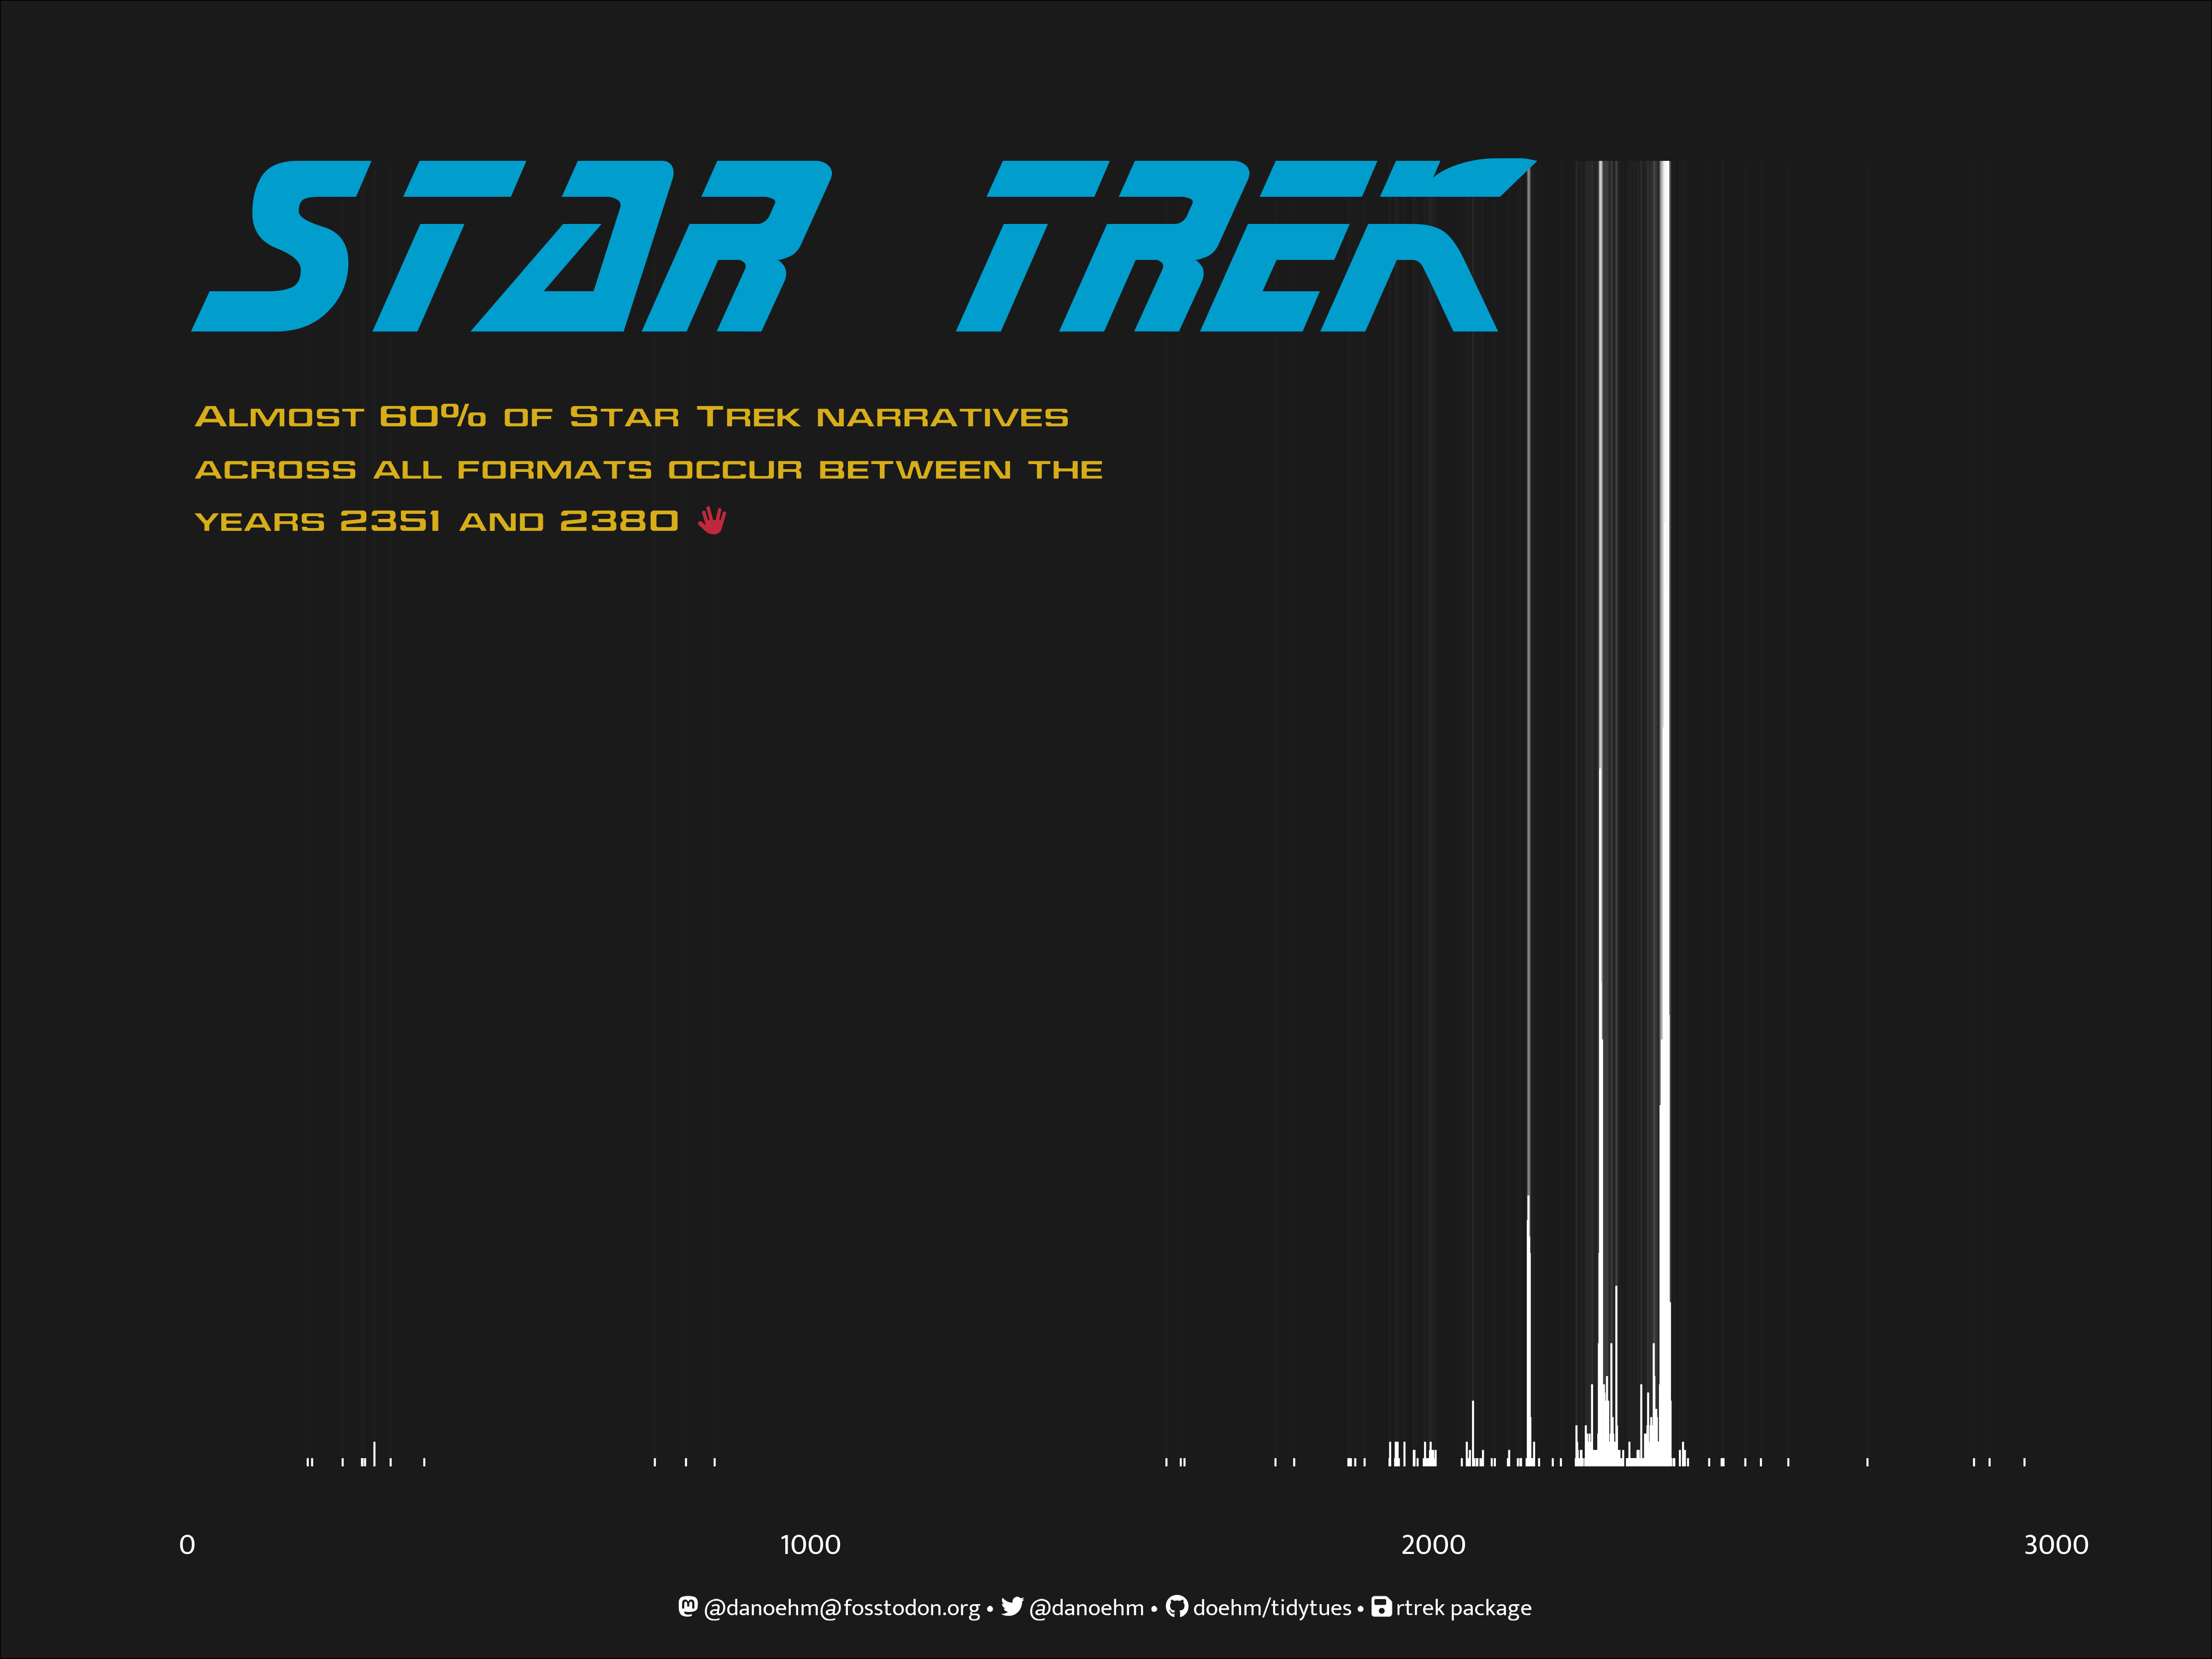 STAR TREK
Almost 60% of Star Trek narratives
across all formats occur between the
years 2351 and 2380
0 1000 2000 3000
@danoehm@fosstodon.org • @danoehm • doehm/tidytues • rtrek package